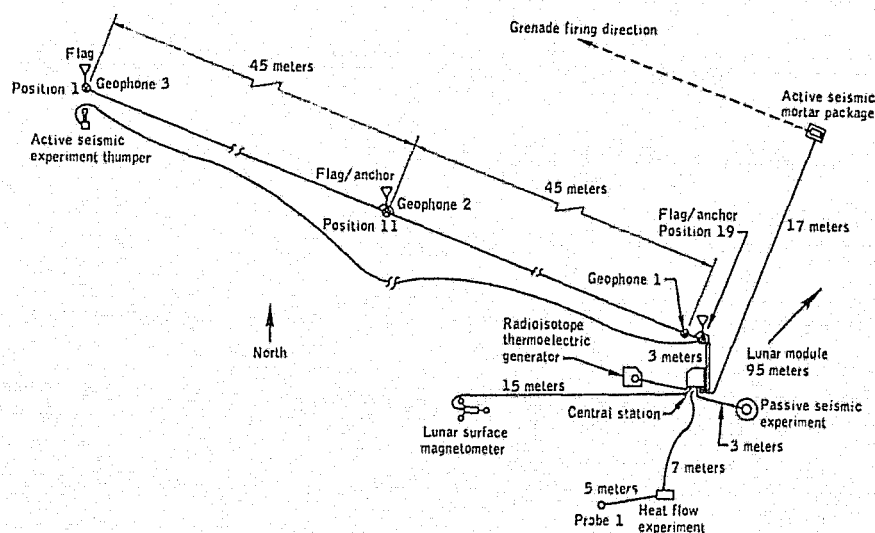 Grenade firing direction
Flag
45 meters
Position 1
Geophone 3
Active seismic
mortar package
Active seismic
experiment thumper
Flag/anchor
Geophone 2
45 meters
Position 11
Flag/anchor
Position 19
17 meters
Geophone 1
North
Radioisotope
thermoelectric
generator
3 meters
Lunar module
95 meters
15 meters
Central station
Passive seismic
experiment
Lunar surface
magnetometer
3 meters
7 meters
5 meters
Probe 1
Heat flow
experiment